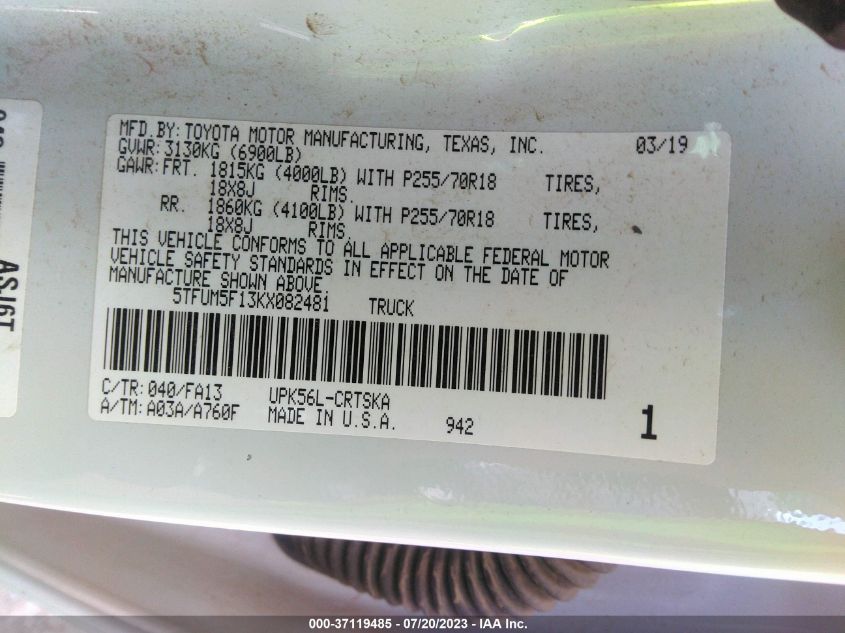 MFD.BY: TOYOTA MOTOR MANUFACTURING, TEXAS, INC. 03/19
GVWR: 3130KG (6900LB)
GAWR: FRT. 1815KG (4000LB) WITH P255/70R18 TIRES,
18X8J RIMS.
RR. 1860KG (4100LB) WITH P255/70R18 TIRES,
18X8J RIMS.
THIS VEHICLE CONFORMS TO ALL APPLICABLE FEDERAL MOTOR
VEHICLE SAFETY STANDARDS IN EFFECT ON THE DATE OF
MANUFACTURE SHOWN ABOVE.
5TFUM5F13KX082481 TRUCK
C/TR: 040/FA13 UPK56L-CRTSKA
A/TM: A03A/A760F MADE IN U.S.A. 942 1
000-37119485 - 07/20/2023 - IAA Inc.